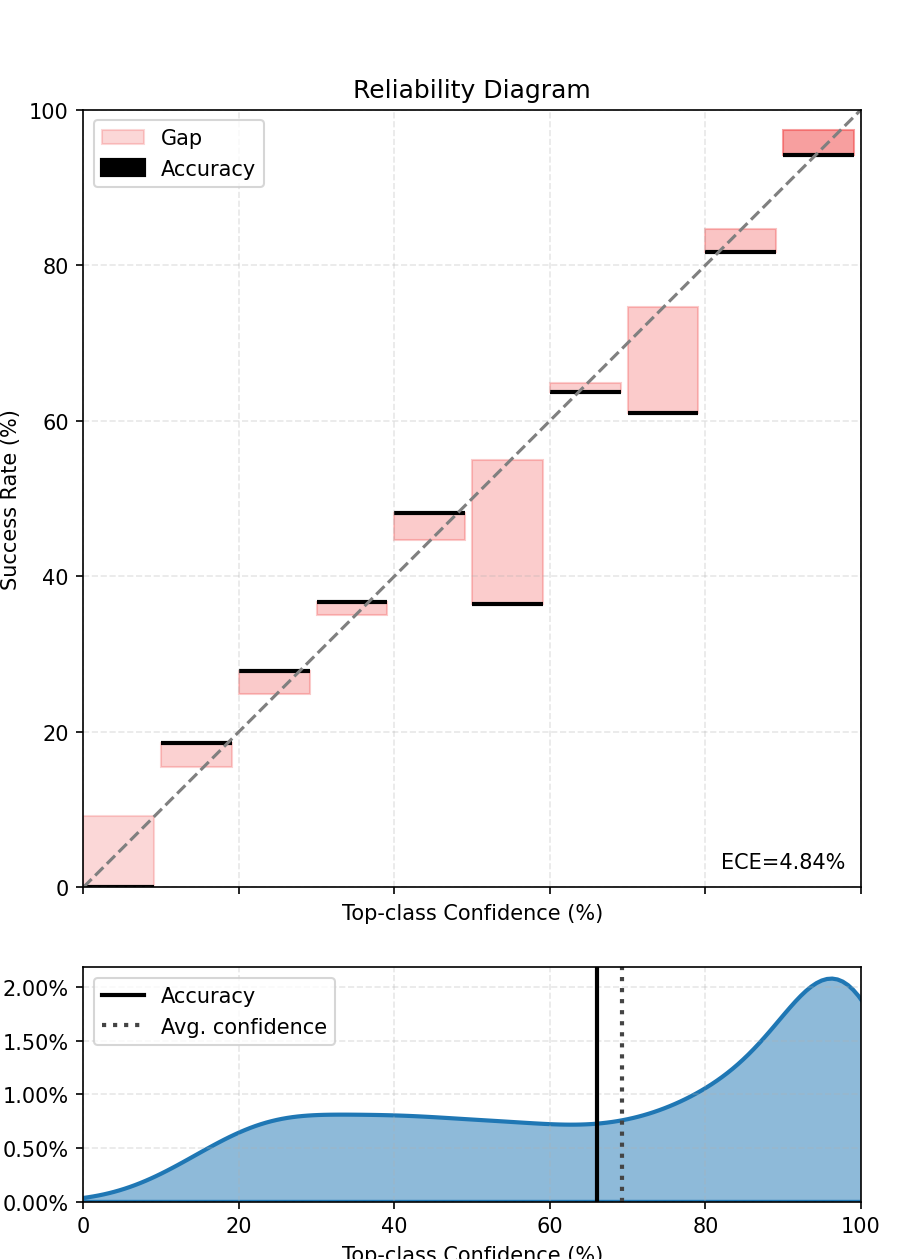 Reliability Diagram
100
80
60
40
20
0
Success Rate (%)
Gap
Accuracy
ECE=4.84%
Top-class Confidence (%)
2.00%
1.50%
1.00%
0.50%
0.00%
Accuracy
Avg. confidence
0 20 40 60 80 100
Top-class Confidence (%)